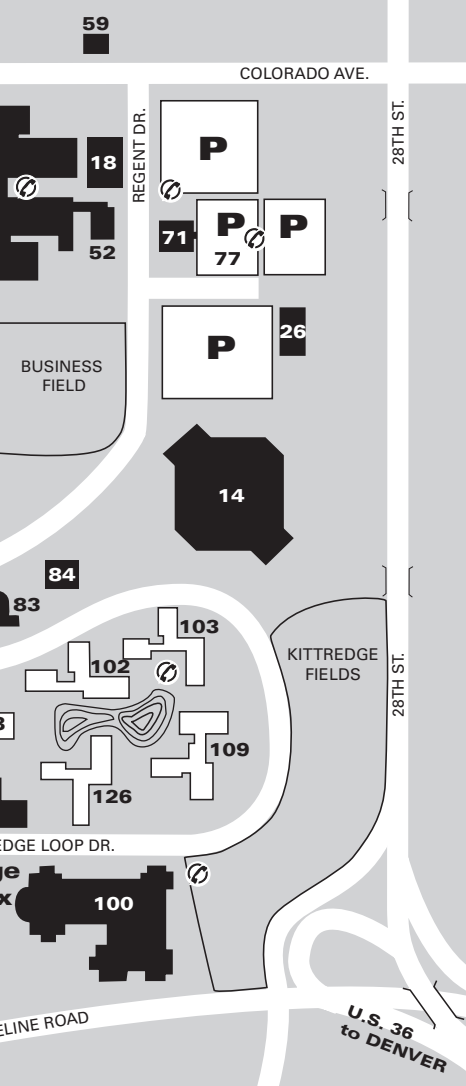 59
COLORADO AVE.
REGENT DR.
28TH ST.
P
18
71
P
77
P
52
26
P
BUSINESS
FIELD
14
84
83
103
KITTREDGE
FIELDS
28TH ST.
102
109
126
EDGE LOOP DR.
ge
x
100
ELINE ROAD
U.S. 36
to DENVER